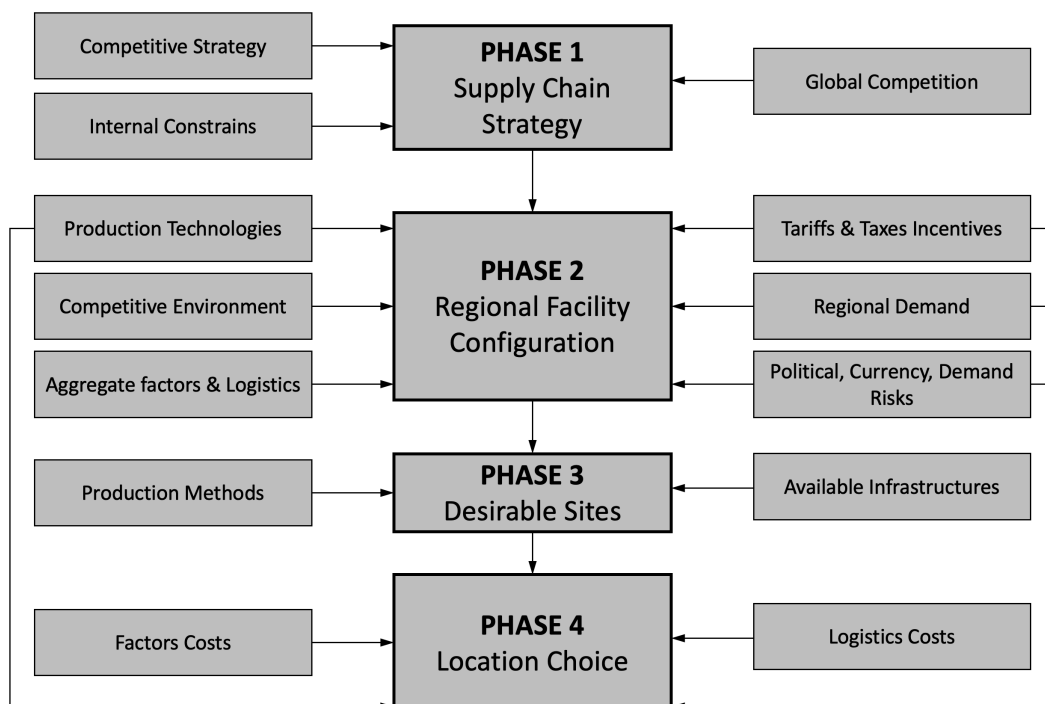 Competitive Strategy
Internal Constrains
PHASE 1
Supply Chain
Strategy
Global Competition
Production Technologies
Competitive Environment
Aggregate factors & Logistics
PHASE 2
Regional Facility
Configuration
Tariffs & Taxes Incentives
Regional Demand
Political, Currency, Demand
Risks
Production Methods
PHASE 3
Desirable Sites
Available Infrastructures
Factors Costs
PHASE 4
Location Choice
Logistics Costs